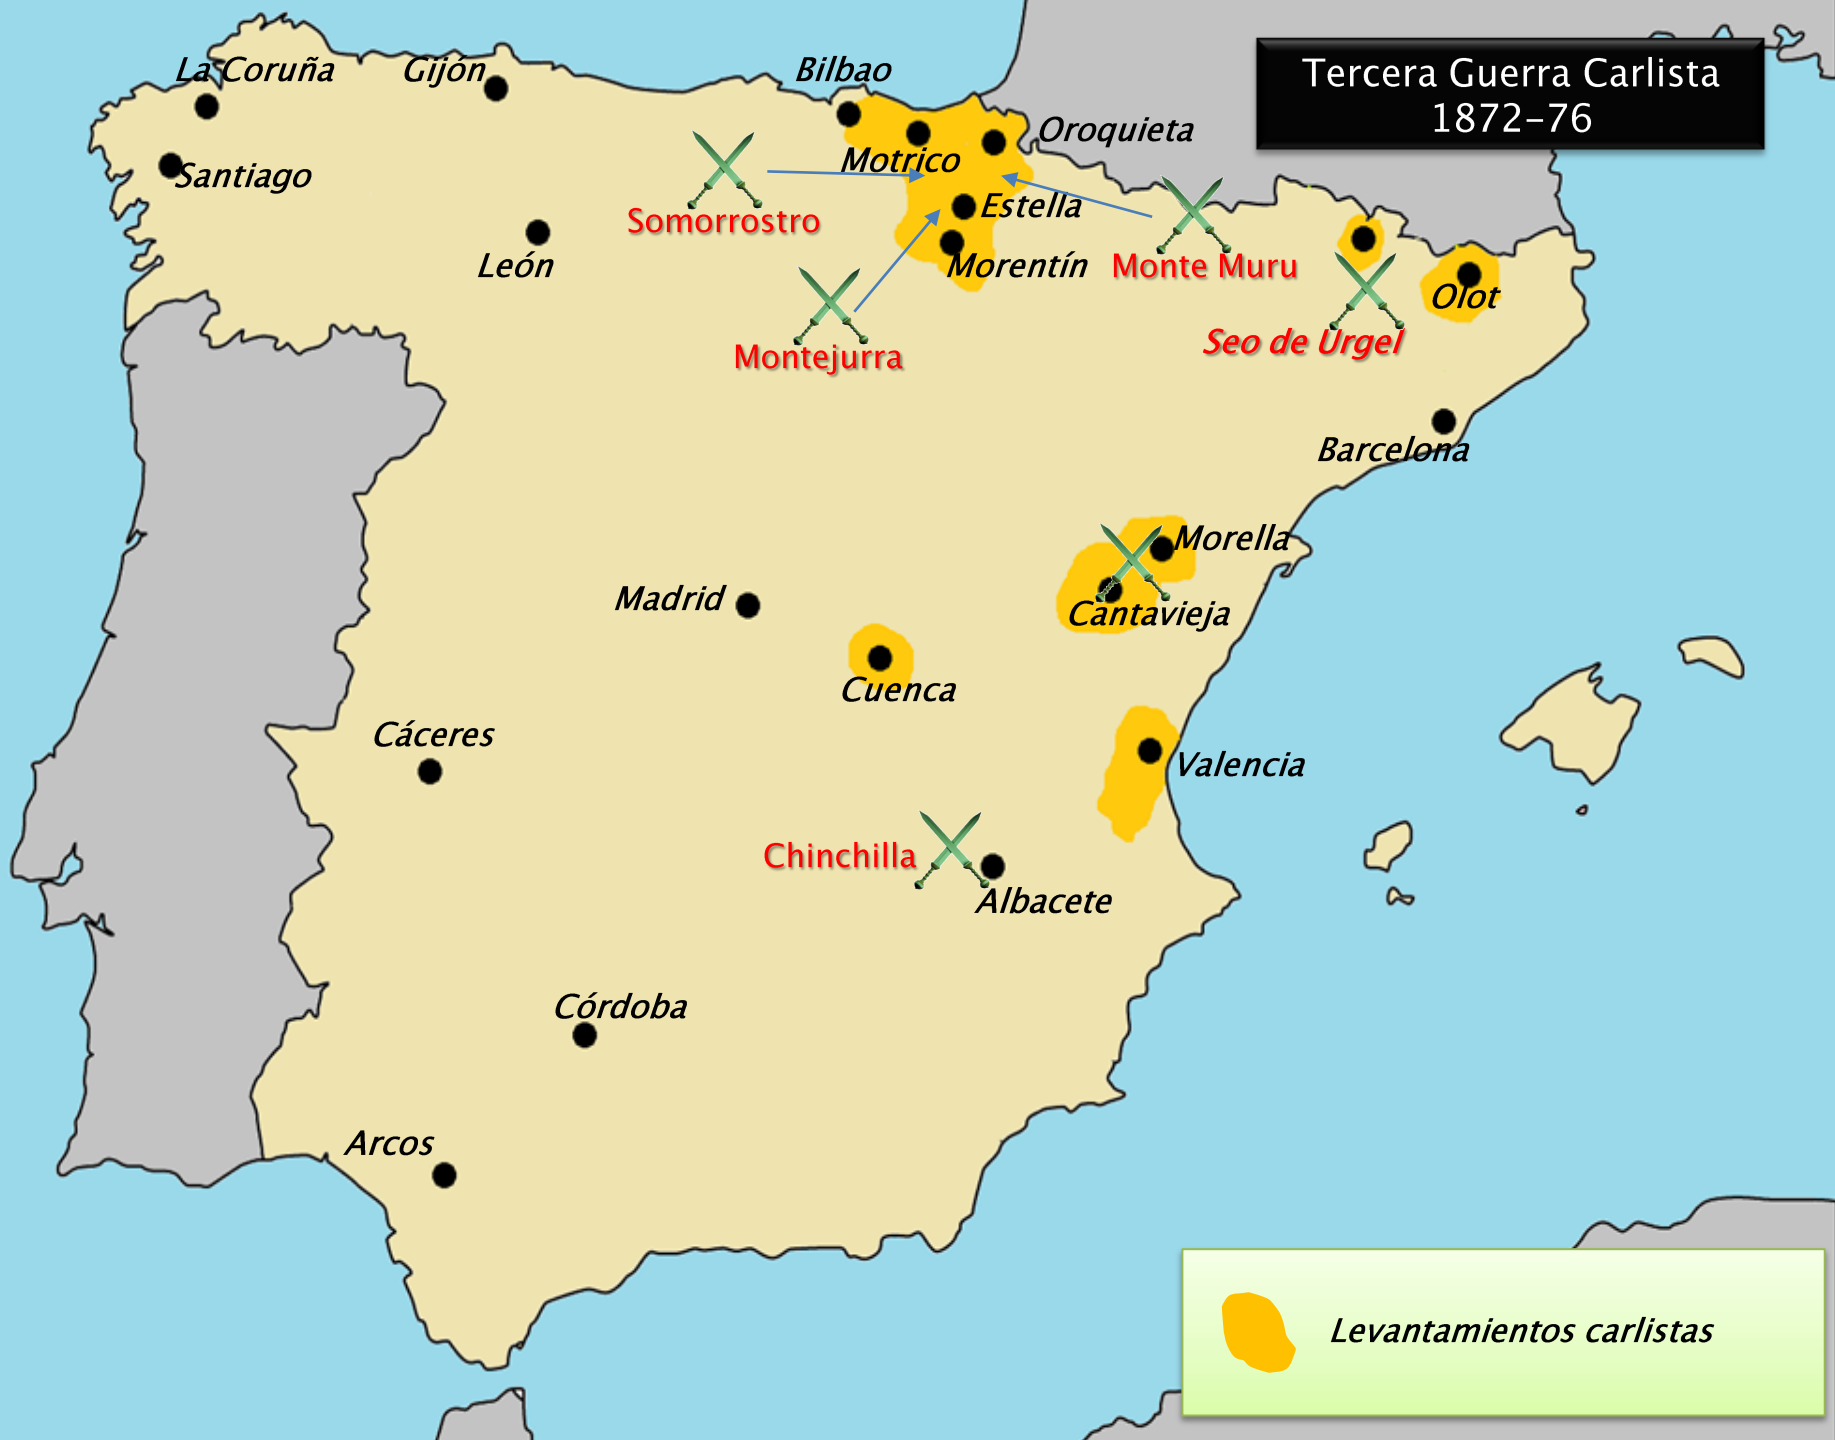 Tercera Guerra Carlista
1872-76
La Coruña
Gijón
Bilbao
Oroquieta
Motrico
Santiago
Somorrostro
Estella
León
Morentín
Monte Muru
Olot
Montejurra
Seo de Urgel
Barcelona
Morella
Madrid
Cantavieja
Cuenca
Cáceres
Valencia
Chinchilla
Albacete
Córdoba
Arcos
Levantamientos carlistas